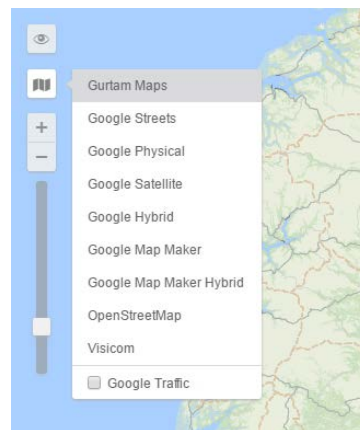 Gurtam Maps
Google Streets
Google Physical
Google Satellite
Google Hybrid
Google Map Maker
Google Map Maker Hybrid
OpenStreetMap
Visicom
Google Traffic